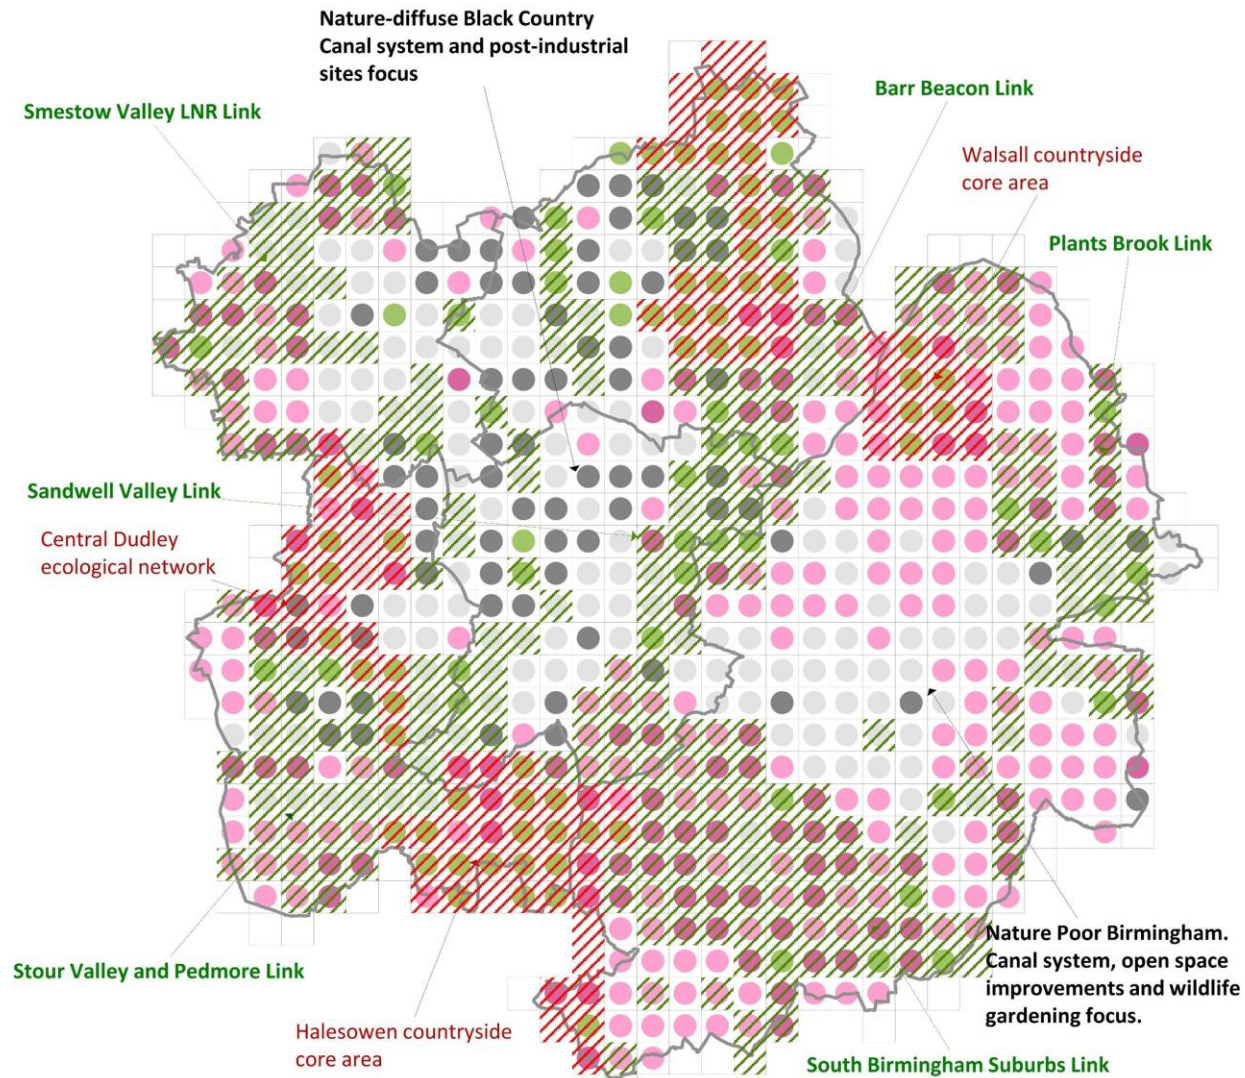 Nature-diffuse Black Country
Canal system and post-industrial
sites focus
Smestow Valley LNR Link
Barr Beacon Link
Walsall countryside
core area
Plants Brook Link
Sandwell Valley Link
Central Dudley
ecological network
Nature Poor Birmingham.
Canal system, open space
improvements and wildlife
gardening focus.
Stour Valley and Pedmore Link
Halesowen countryside
core area
South Birmingham Suburbs Link